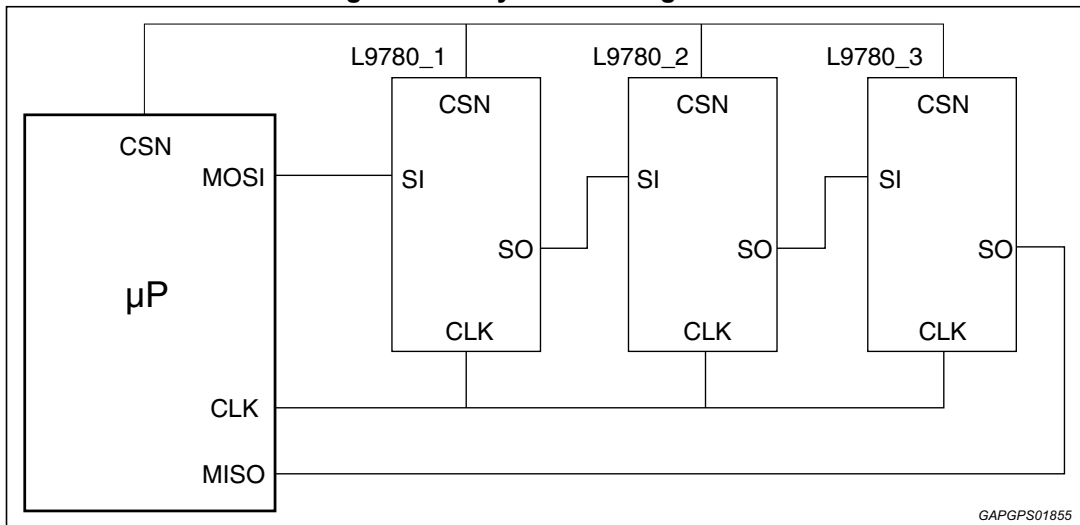 L9780_1
L9780_2
L9780_3
CSN
CSN
CSN
CSN
MOSI
SI
SI
SI
SO
SO
SO
µP
CLK
CLK
CLK
CLK
MISO
GAPGPS01855